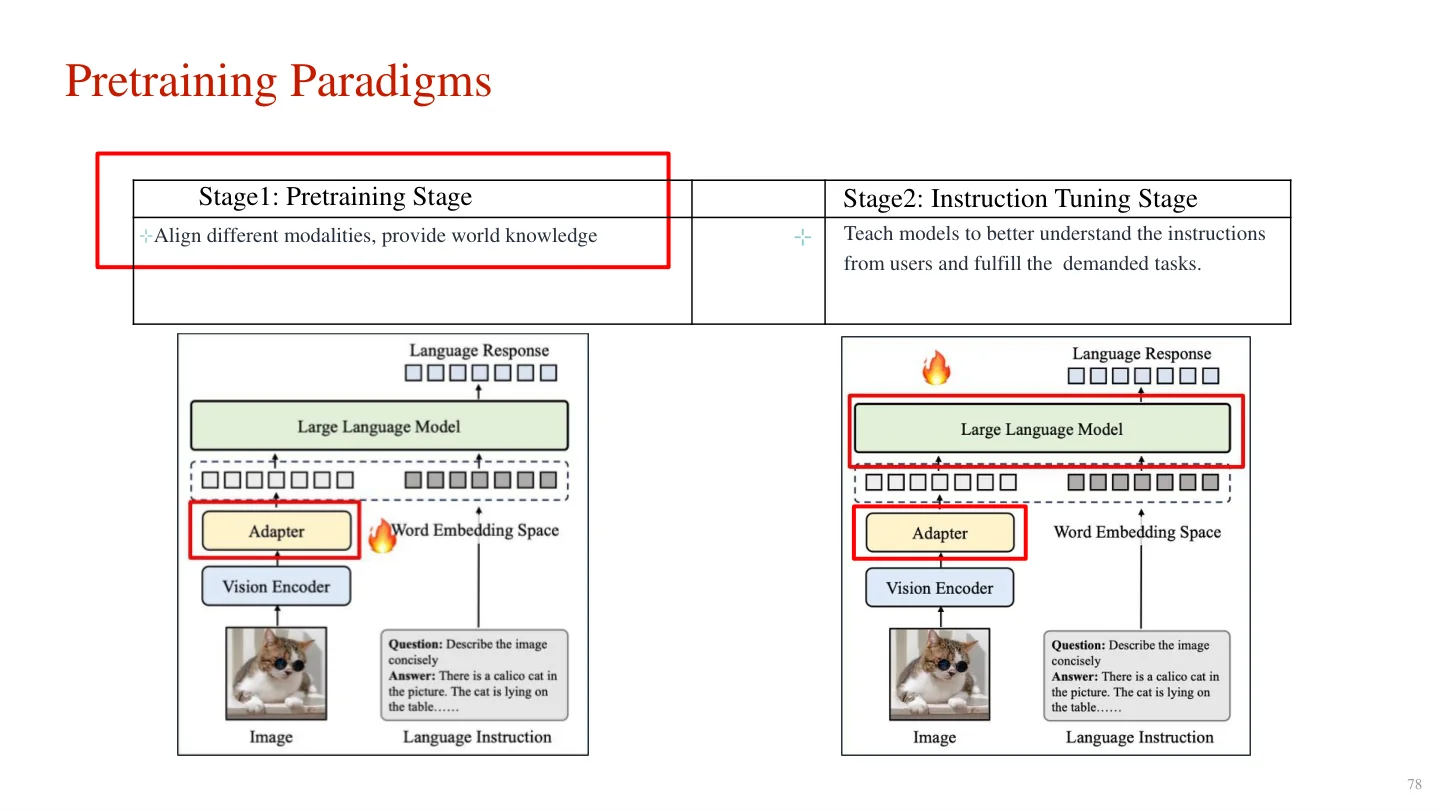 Pretraining Paradigms
Stage1: Pretraining Stage
Stage2: Instruction Tuning Stage
Align different modalities, provide world knowledge
Teach models to better understand the instructions
from users and fulfill the demanded tasks.
Language Response
Large Language Model
Adapter
Word Embedding Space
Vision Encoder
Question: Describe the image
concisely
Answer: There is a calico cat in
the picture. The cat is lying on
the table……
Image
Language Instruction
Language Response
Large Language Model
Adapter
Word Embedding Space
Vision Encoder
Question: Describe the image
concisely
Answer: There is a calico cat in
the picture. The cat is lying on
the table……
Image
Language Instruction
78